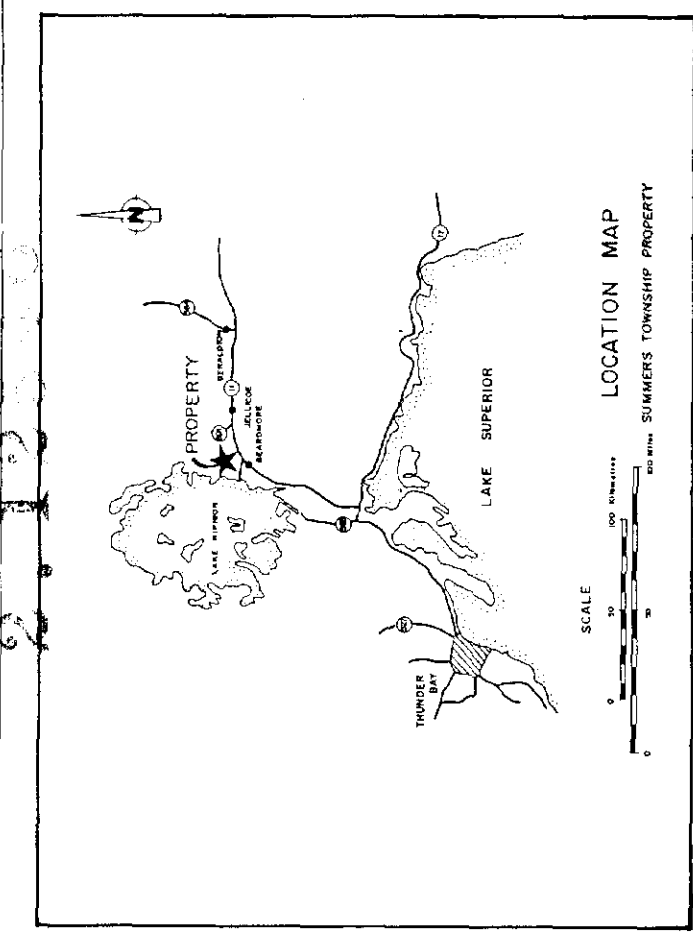 N
PROPERTY
GERALDTON
11
JELLICOE
BEARDMORE
LAKE NIPIGON
17
LAKE SUPERIOR
THUNDER
BAY
LOCATION MAP
SUMMERS TOWNSHIP PROPERTY
SCALE
0 50 100 Kilometres
0 50 100 Miles